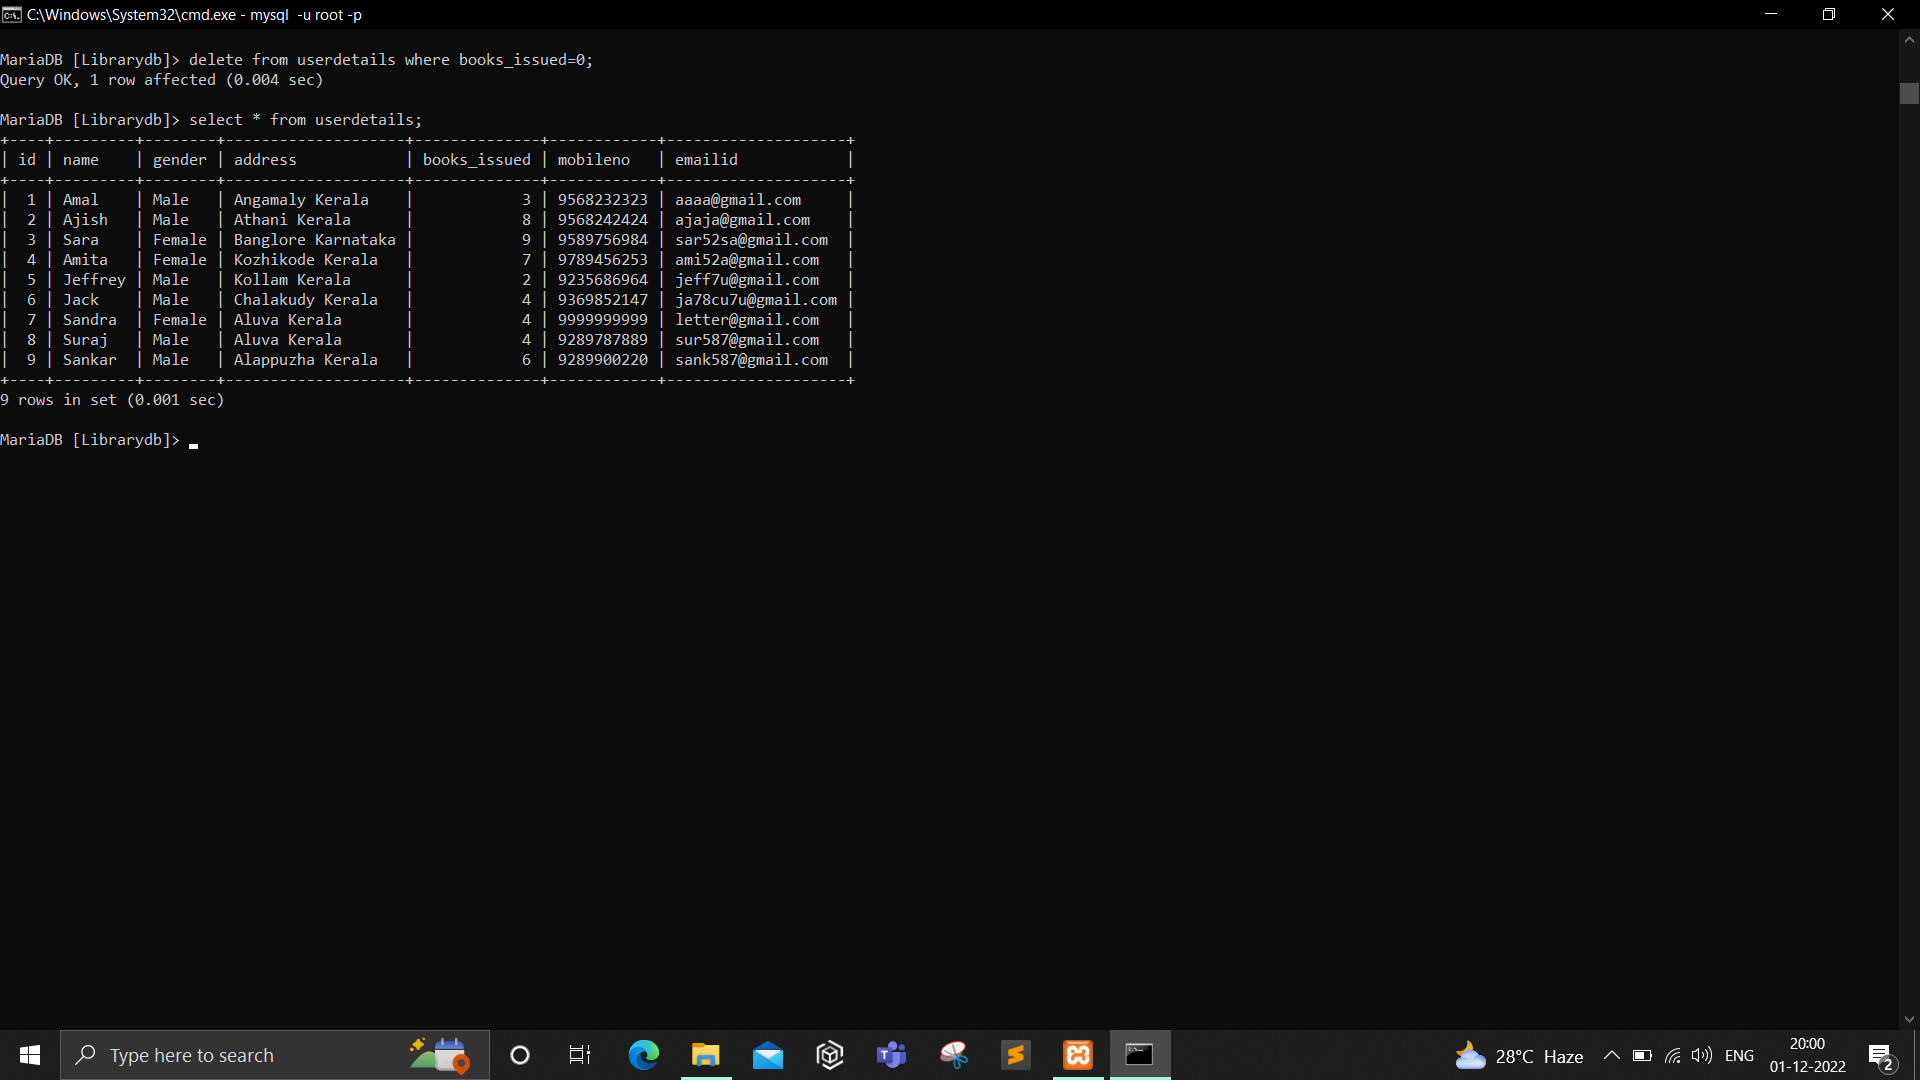 C:\Windows\System32\cmd.exe - mysql  -u root -p
MariaDB [Librarydb]> delete from userdetails where books_issued=0;
Query OK, 1 row affected (0.004 sec)
MariaDB [Librarydb]> select * from userdetails;
+----+---------+--------+--------------------+--------------+------------+--------------------+
| id | name    | gender | address            | books_issued | mobileno   | emailid            |
+----+---------+--------+--------------------+--------------+------------+--------------------+
|  1 | Amal    | Male   | Angamaly Kerala    |            3 | 9568232323 | aaaa@gmail.com     |
|  2 | Ajish   | Male   | Athani Kerala      |            8 | 9568242424 | ajaja@gmail.com    |
|  3 | Sara    | Female | Banglore Karnataka |            9 | 9589756984 | sar52sa@gmail.com  |
|  4 | Amita   | Female | Kozhikode Kerala   |            7 | 9789456253 | ami52a@gmail.com   |
|  5 | Jeffrey | Male   | Kollam Kerala      |            2 | 9235686964 | jeff7u@gmail.com   |
|  6 | Jack    | Male   | Chalakudy Kerala   |            4 | 9369852147 | ja78cu7u@gmail.com |
|  7 | Sandra  | Female | Aluva Kerala       |            4 | 9999999999 | letter@gmail.com   |
|  8 | Suraj   | Male   | Aluva Kerala       |            4 | 9289787889 | sur587@gmail.com   |
|  9 | Sankar  | Male   | Alappuzha Kerala   |            6 | 9289900220 | sank587@gmail.com  |
+----+---------+--------+--------------------+--------------+------------+--------------------+
9 rows in set (0.001 sec)
MariaDB [Librarydb]> _
Type here to search
28°C Haze
ENG
20:00
01-12-2022
2